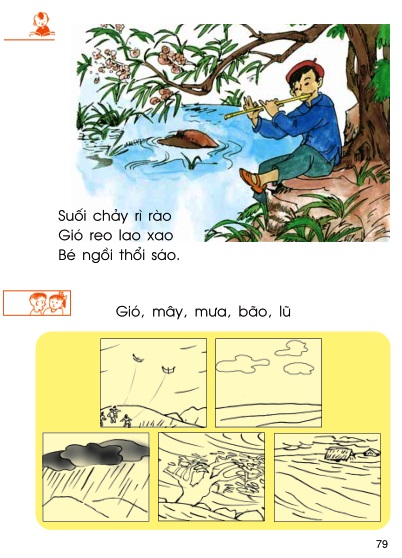 Suối chảy rì rào
Gió reo lao xao
Bé ngồi thổi sáo.
Gió, mây, mưa, bão, lũ
79